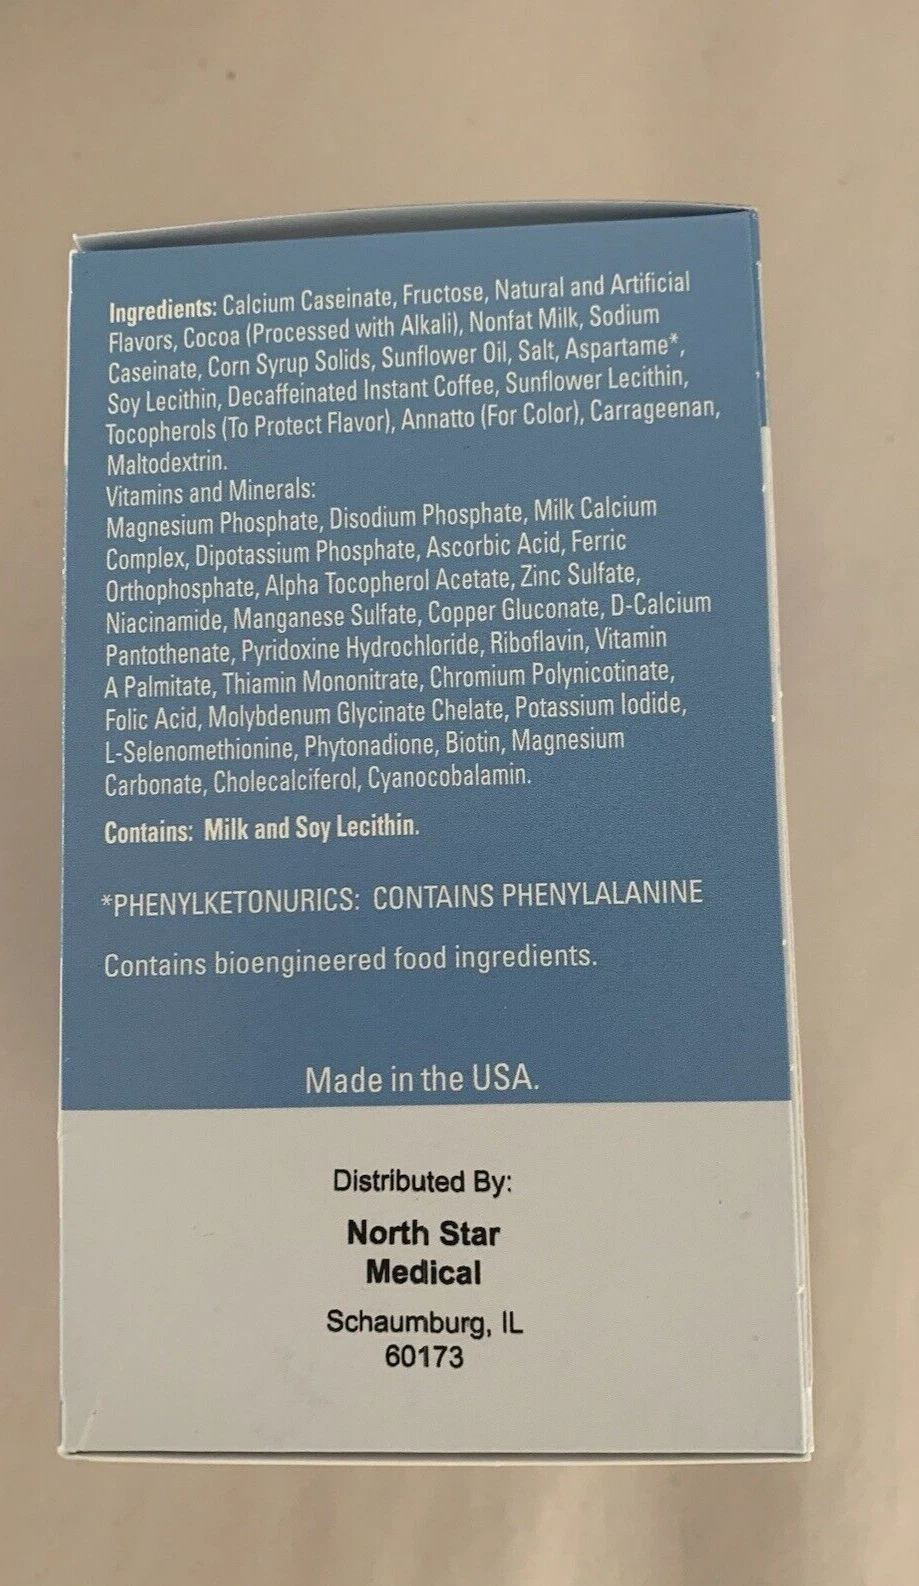 Ingredients: Calcium Caseinate, Fructose, Natural and Artificial
Flavors, Cocoa (Processed with Alkali), Nonfat Milk, Sodium
Caseinate, Corn Syrup Solids, Sunflower Oil, Salt, Aspartame*,
Soy Lecithin, Decaffeinated Instant Coffee, Sunflower Lecithin,
Tocopherols (To Protect Flavor), Annatto (For Color), Carrageenan,
Maltodextrin.
Vitamins and Minerals:
Magnesium Phosphate, Disodium Phosphate, Milk Calcium
Complex, Dipotassium Phosphate, Ascorbic Acid, Ferric
Orthophosphate, Alpha Tocopherol Acetate, Zinc Sulfate,
Niacinamide, Manganese Sulfate, Copper Gluconate, D-Calcium
Pantothenate, Pyridoxine Hydrochloride, Riboflavin, Vitamin
A Palmitate, Thiamin Mononitrate, Chromium Polynicotinate,
Folic Acid, Molybdenum Glycinate Chelate, Potassium Iodide,
L-Selenomethionine, Phytonadione, Biotin, Magnesium
Carbonate, Cholecalciferol, Cyanocobalamin.
Contains: Milk and Soy Lecithin.
*PHENYLKETONURICS: CONTAINS PHENYLALANINE
Contains bioengineered food ingredients.
Made in the USA.
Distributed By:
North Star
Medical
Schaumburg, IL
60173